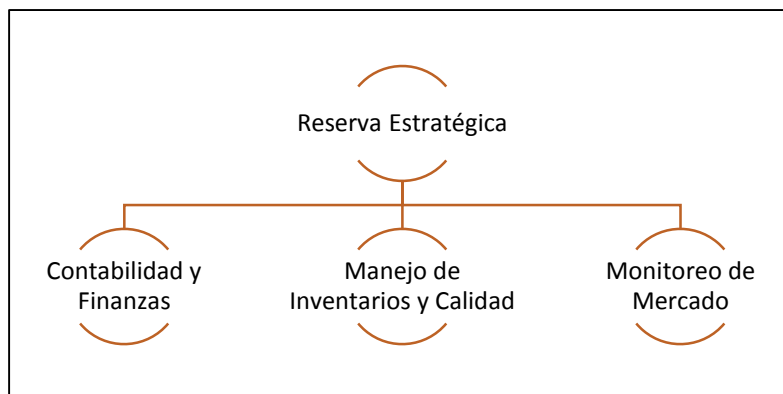 Reserva Estratégica
Contabilidad y
Finanzas
Manejo de
Inventarios y Calidad
Monitoreo de
Mercado